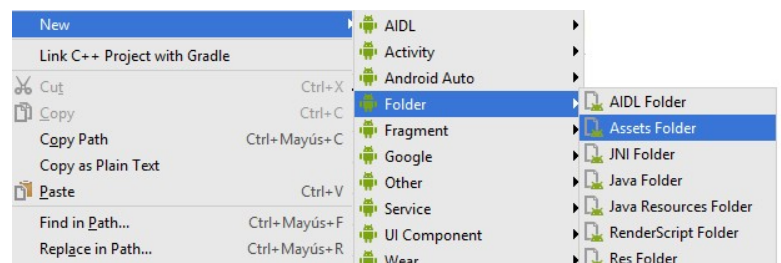 New
Link C++ Project with Gradle
Cut Ctrl+X
Copy Ctrl+C
Copy Path Ctrl+Mayús+C
Copy as Plain Text
Paste Ctrl+V
Find in Path... Ctrl+Mayús+F
Replace in Path... Ctrl+Mayús+R
AIDL
Activity
Android Auto
Folder
Fragment
Google
Other
Service
UI Component
Wear
AIDL Folder
Assets Folder
JNI Folder
Java Folder
Java Resources Folder
RenderScript Folder
Res Folder